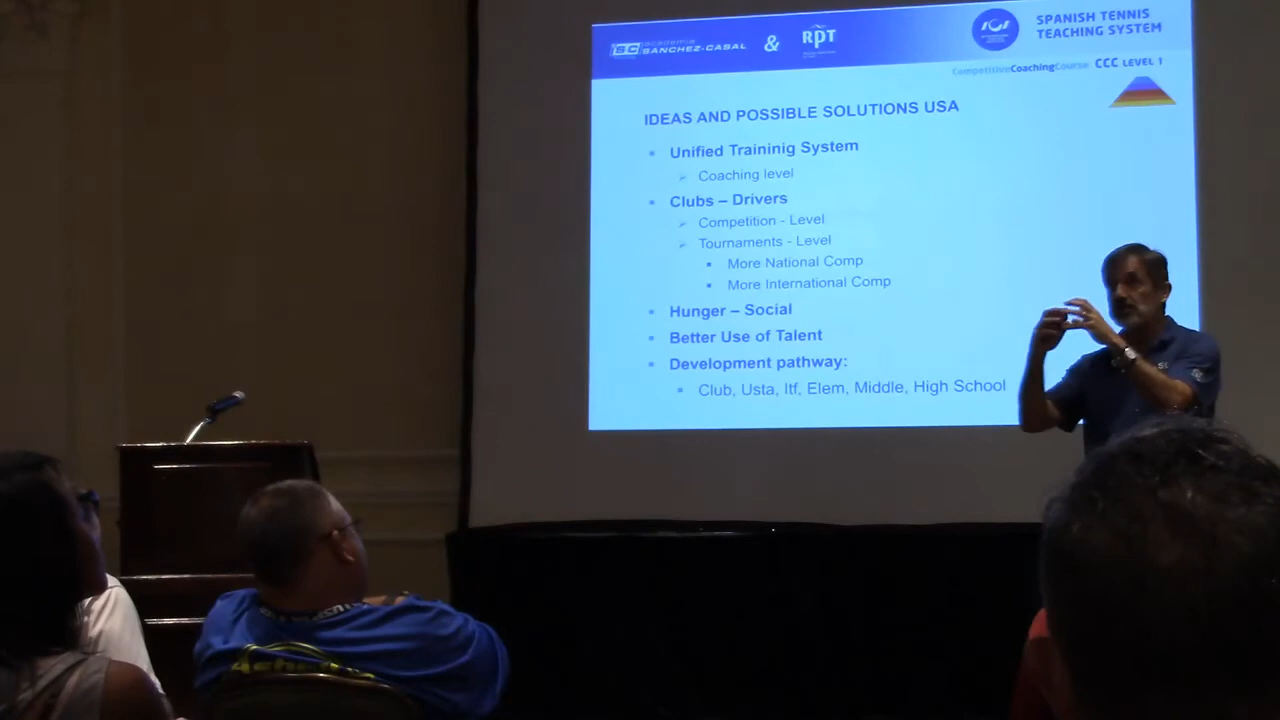 academia
SANCHEZ-CASAL
&
RPT
SPANISH TENNIS
TEACHING SYSTEM
CompetitiveCoachingCourse CCC LEVEL 1
IDEAS AND POSSIBLE SOLUTIONS USA
Unified Traininig System
Coaching level
Clubs – Drivers
Competition - Level
Tournaments - Level
More National Comp
More International Comp
Hunger – Social
Better Use of Talent
Development pathway:
Club, Usta, Itf, Elem, Middle, High School